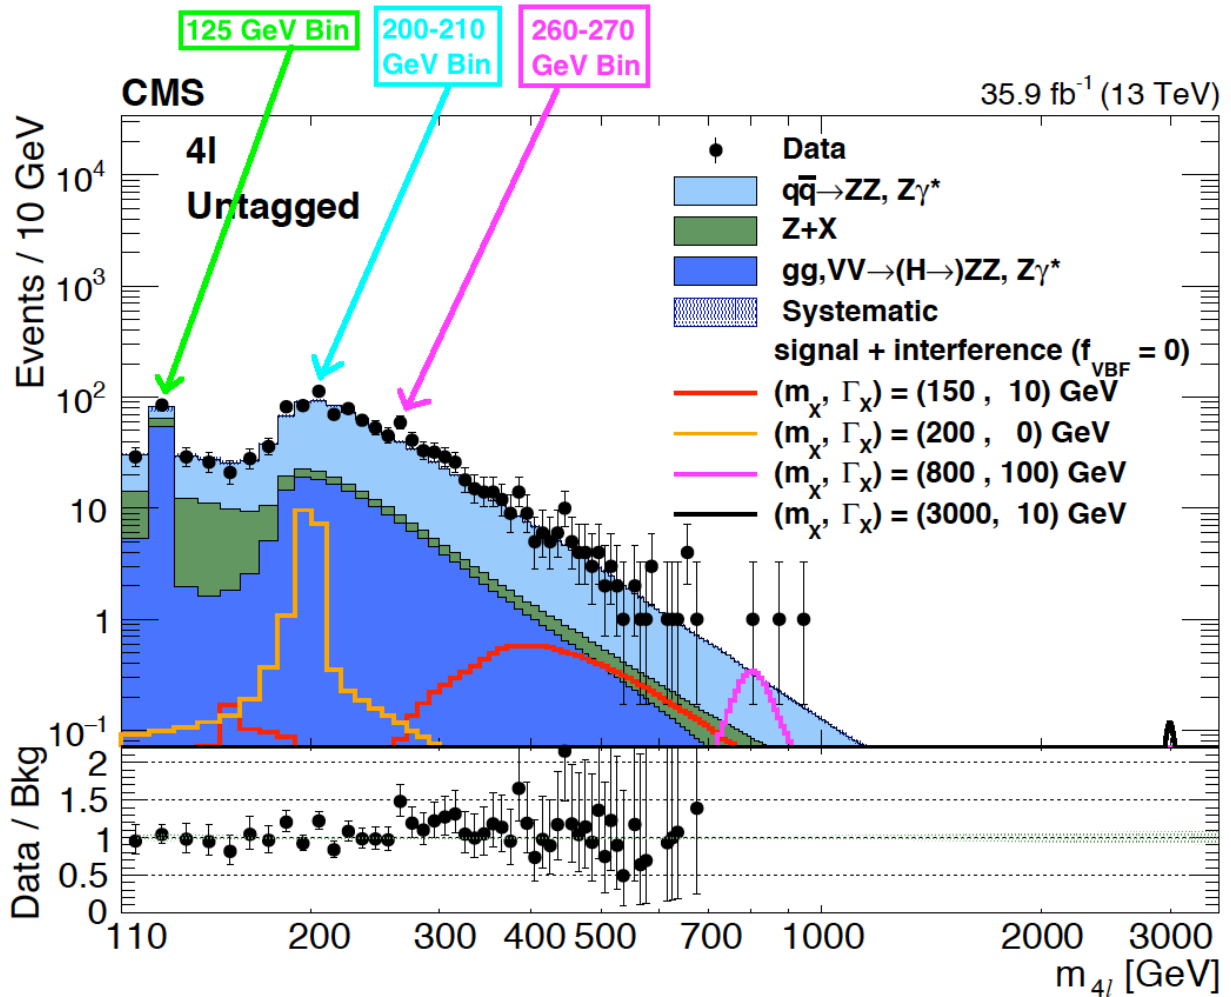 125 GeV Bin
200-210
GeV Bin
260-270
GeV Bin
CMS
35.9 fb⁻¹ (13 TeV)
Events / 10 GeV
10⁴
10³
10²
10
1
10⁻¹
4l
Untagged
Data
qq̅→ZZ, Zγ*
Z+X
gg,VV→(H→)ZZ, Zγ*
Systematic
signal + interference (f_VBF = 0)
(m_X, Γ_X) = (150 , 10) GeV
(m_X, Γ_X) = (200 , 0) GeV
(m_X, Γ_X) = (800 , 100) GeV
(m_X, Γ_X) = (3000, 10) GeV
Data / Bkg
2
1.5
1
0.5
0
110 200 300 400 500 700 1000 2000 3000
m_4l [GeV]